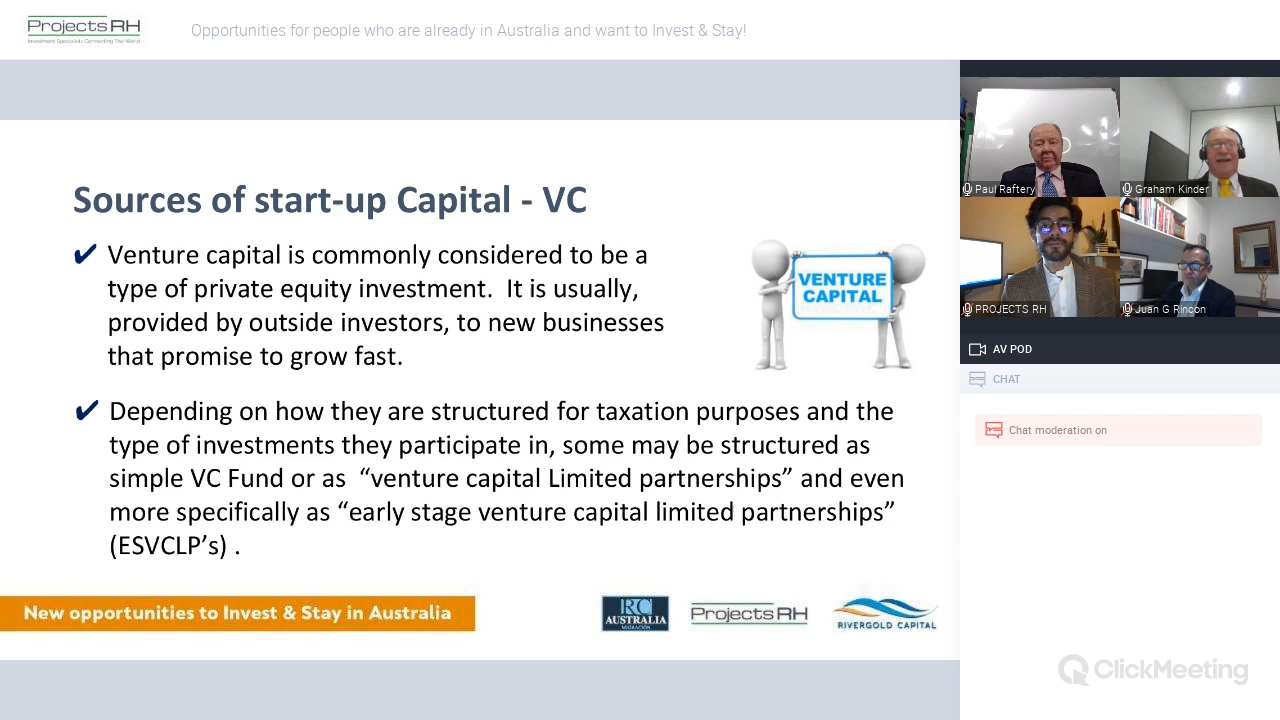 ProjectsRH
Investment Specialists Connecting The World
Opportunities for people who are already in Australia and want to Invest & Stay!
Sources of start-up Capital - VC
✔ Venture capital is commonly considered to be a
type of private equity investment.  It is usually,
provided by outside investors, to new businesses
that promise to grow fast.
VENTURE
CAPITAL
✔ Depending on how they are structured for taxation purposes and the
type of investments they participate in, some may be structured as
simple VC Fund or as  “venture capital Limited partnerships” and even
more specifically as “early stage venture capital limited partnerships”
(ESVCLP’s) .
New opportunities to Invest & Stay in Australia
RC
AUSTRALIA
MIGRACIÓN
ProjectsRH
RIVERGOLD CAPITAL
Paul Raftery
Graham Kinder
PROJECTS RH
Juan G Rincon
AV POD
CHAT
Chat moderation on
ClickMeeting